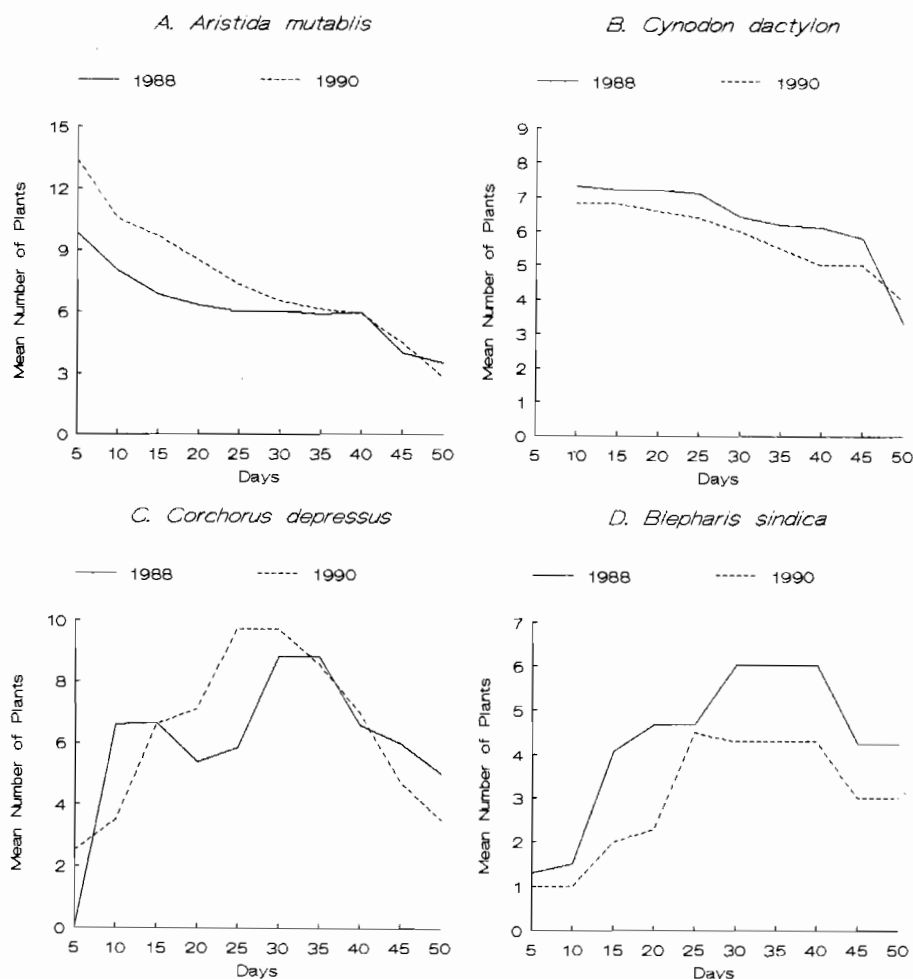 A. Aristida mutablis
1988 1990
Mean Number of Plants
15
12
9
6
3
0
5 10 15 20 25 30 35 40 45 50
Days
B. Cynodon dactylon
1988 1990
Mean Number of Plants
9
8
7
6
5
4
3
2
1
0
5 10 15 20 25 30 35 40 45 50
Days
C. Corchorus depressus
1988 1990
Mean Number of Plants
10
8
6
4
2
0
5 10 15 20 25 30 35 40 45 50
Days
D. Blepharis sindica
1988 1990
Mean Number of Plants
7
6
5
4
3
2
1
0
5 10 15 20 25 30 35 40 45 50
Days